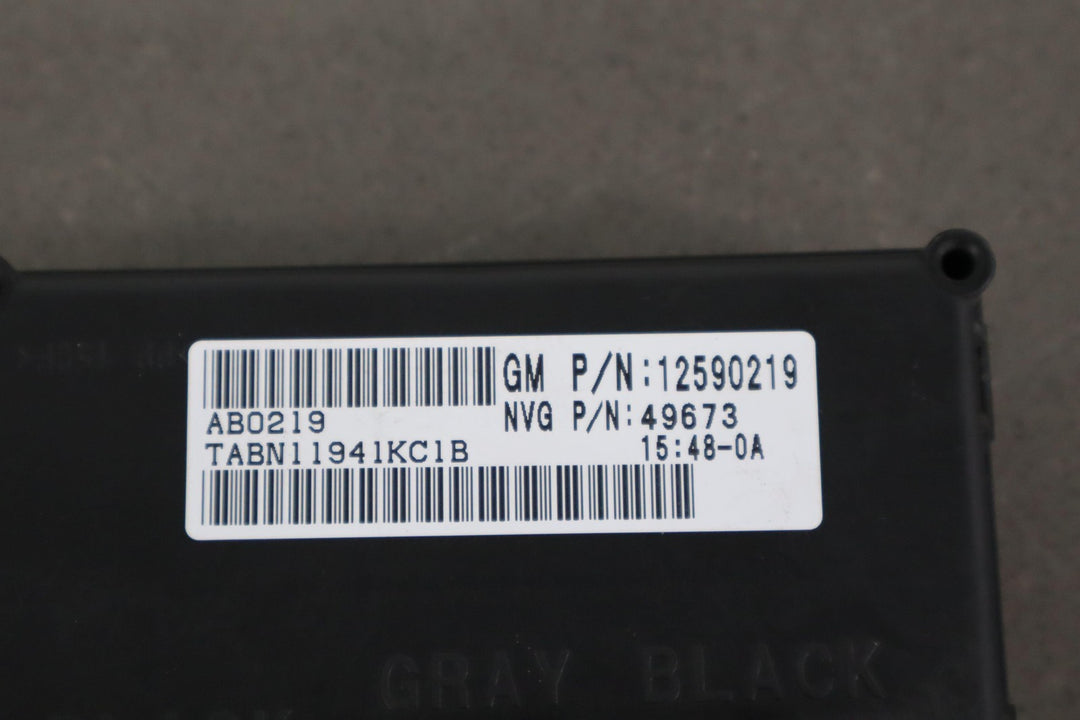 GM P/N:12590219
AB0219
NVG P/N:49673
TABN11941KC1B
15:48-0A
GRAY BLACK